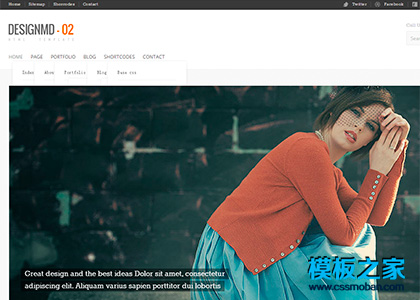 Home Sitemap Shortcodes Contact Twitter Facebook
DESIGNMD - 02
HTML TEMPLATE
HOME PAGE PORTFOLIO BLOG SHORTCODES CONTACT
Index Portfolio Blog
Great design and the best ideas Dolor sit amet, consectetur
adipiscing elit. Aliquam varius sapien porttitor dui lobortis
模板之家
www.cssmoban.com